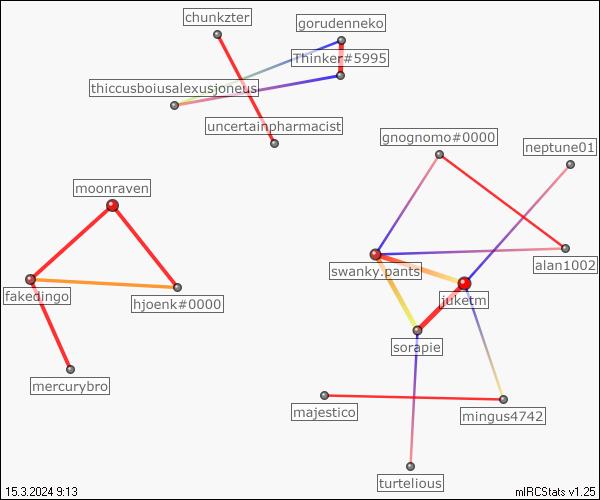 chunkzter
gorudenneko
Thinker#5995
thiccusboiusalexusjoneus
uncertainpharmacist
gnognomo#0000
neptune01
moonraven
swanky.pants
alan1002
fakedingo
hjoenk#0000
juketm
sorapie
mercurybro
majestico
mingus4742
turtelious
15.3.2024 9:13
mIRCStats v1.25